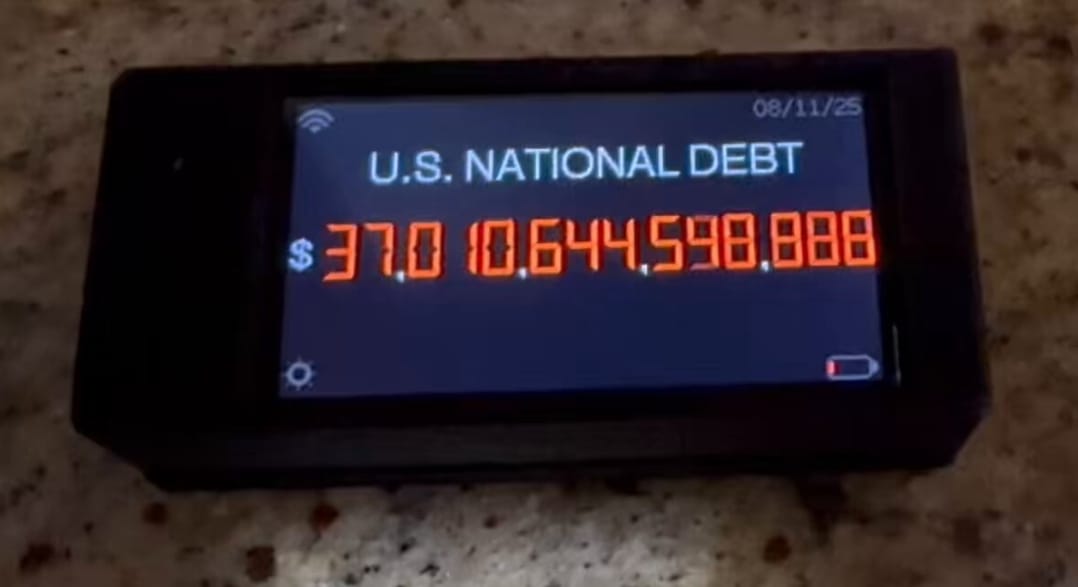 08/11/25
U.S. NATIONAL DEBT
$37,010,644,598,888